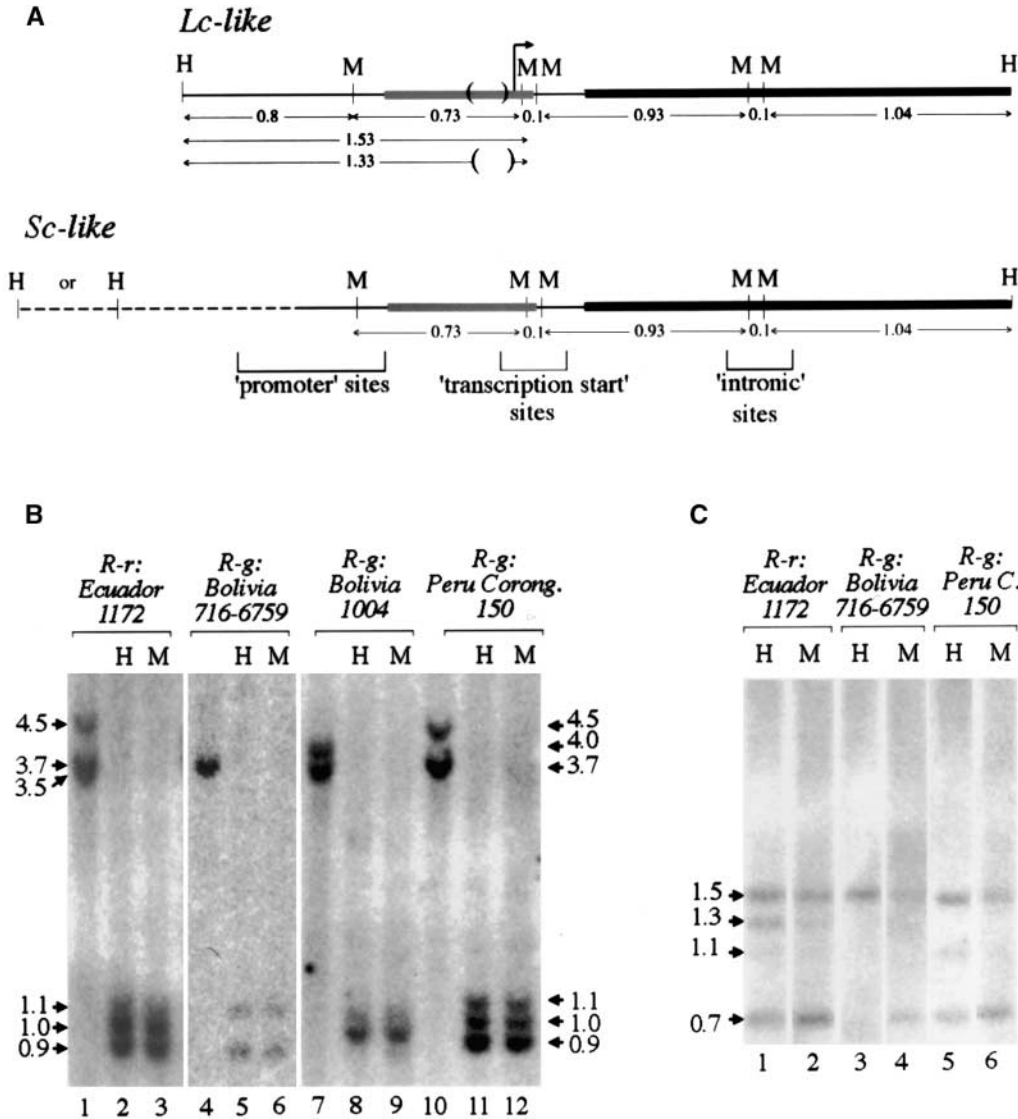 A
Lc-like
H M ( ) M M M M H
0.8 0.73 0.1 0.93 0.1 1.04
1.53
1.33 ( )
Sc-like
H or H M M M M M H
0.73 0.1 0.93 0.1 1.04
'promoter' sites 'transcription start' sites 'intronic' sites
B
R-r: Ecuador 1172 R-g: Bolivia 716-6759 R-g: Bolivia 1004 R-g: Peru Corong. 150
H M H M H M H M
4.5 4.5
4.0
3.7 3.7
3.5
1.1 1.1
1.0 1.0
0.9 0.9
1 2 3 4 5 6 7 8 9 10 11 12
C
R-r: Ecuador 1172 R-g: Bolivia 716-6759 R-g: Peru C. 150
H M H M H M
1.5
1.3
1.1
0.7
1 2 3 4 5 6